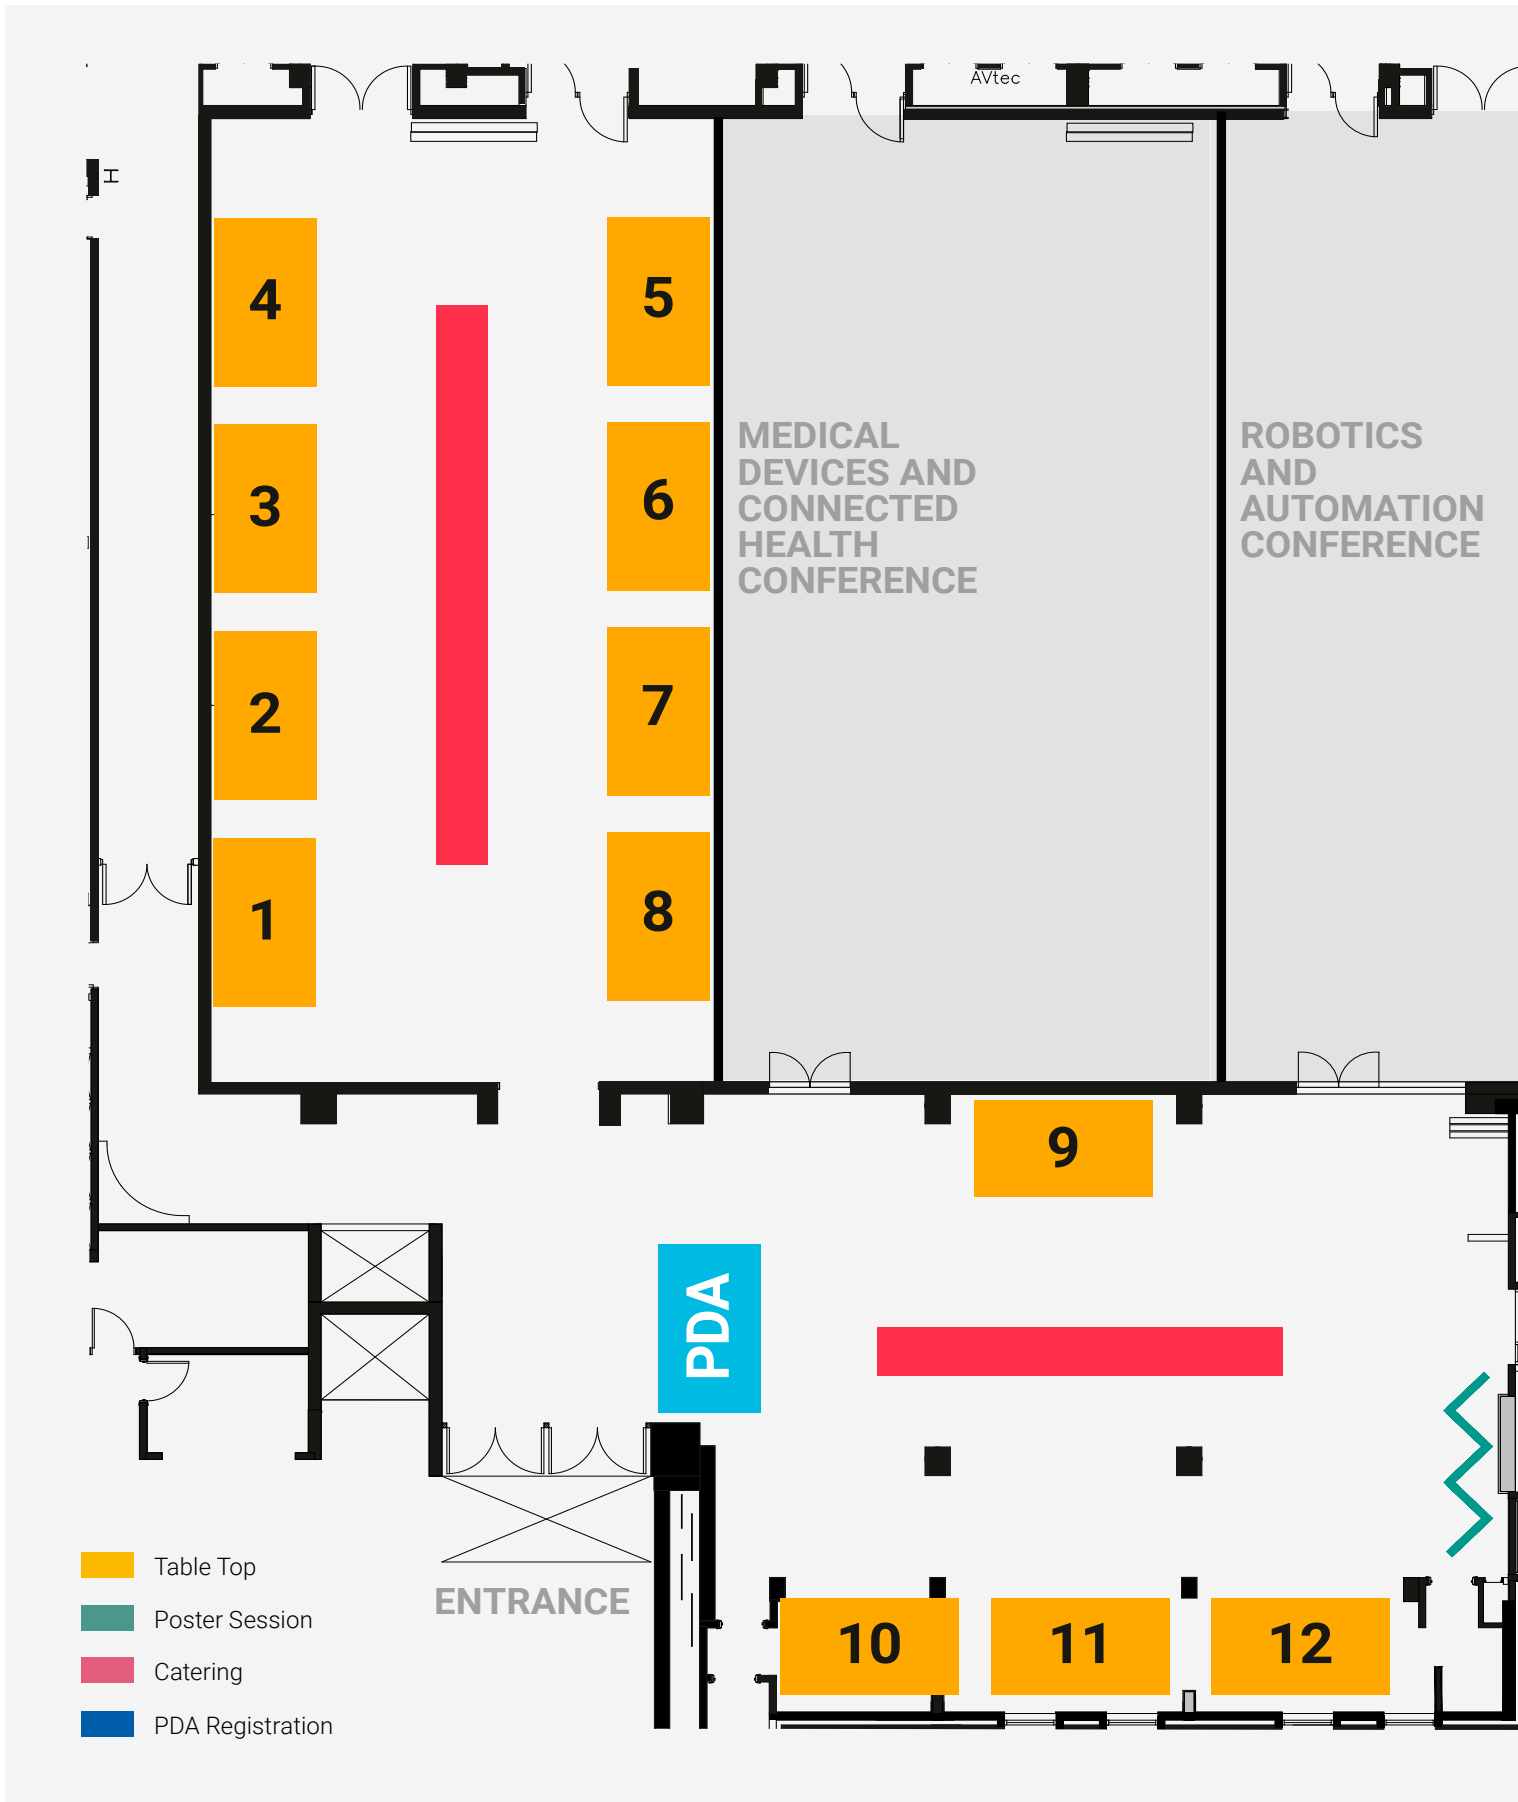 AVtec
H
4
5
MEDICAL
DEVICES AND
CONNECTED
HEALTH
CONFERENCE
ROBOTICS
AND
AUTOMATION
CONFERENCE
3
6
2
7
1
8
9
PDA
ENTRANCE
10
11
12
Table Top
Poster Session
Catering
PDA Registration